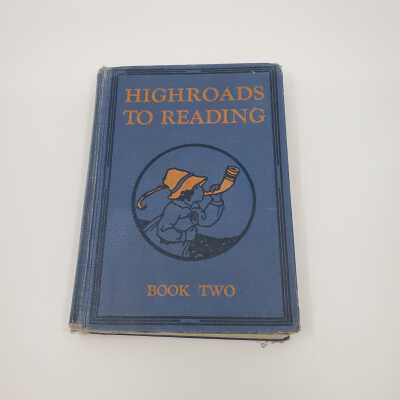 HIGHROADS
TO READING
BOOK TWO